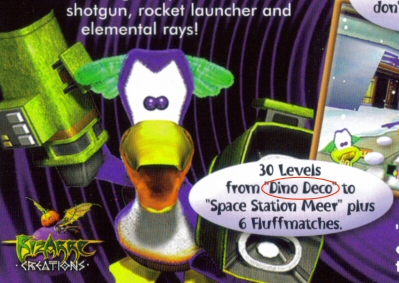 shotgun, rocket launcher and
elemental rays!
don'
30 Levels
from "Dino Deco" to
"Space Station Meer" plus
6 Fluffmatches.
BIZARRE
CREATIONS